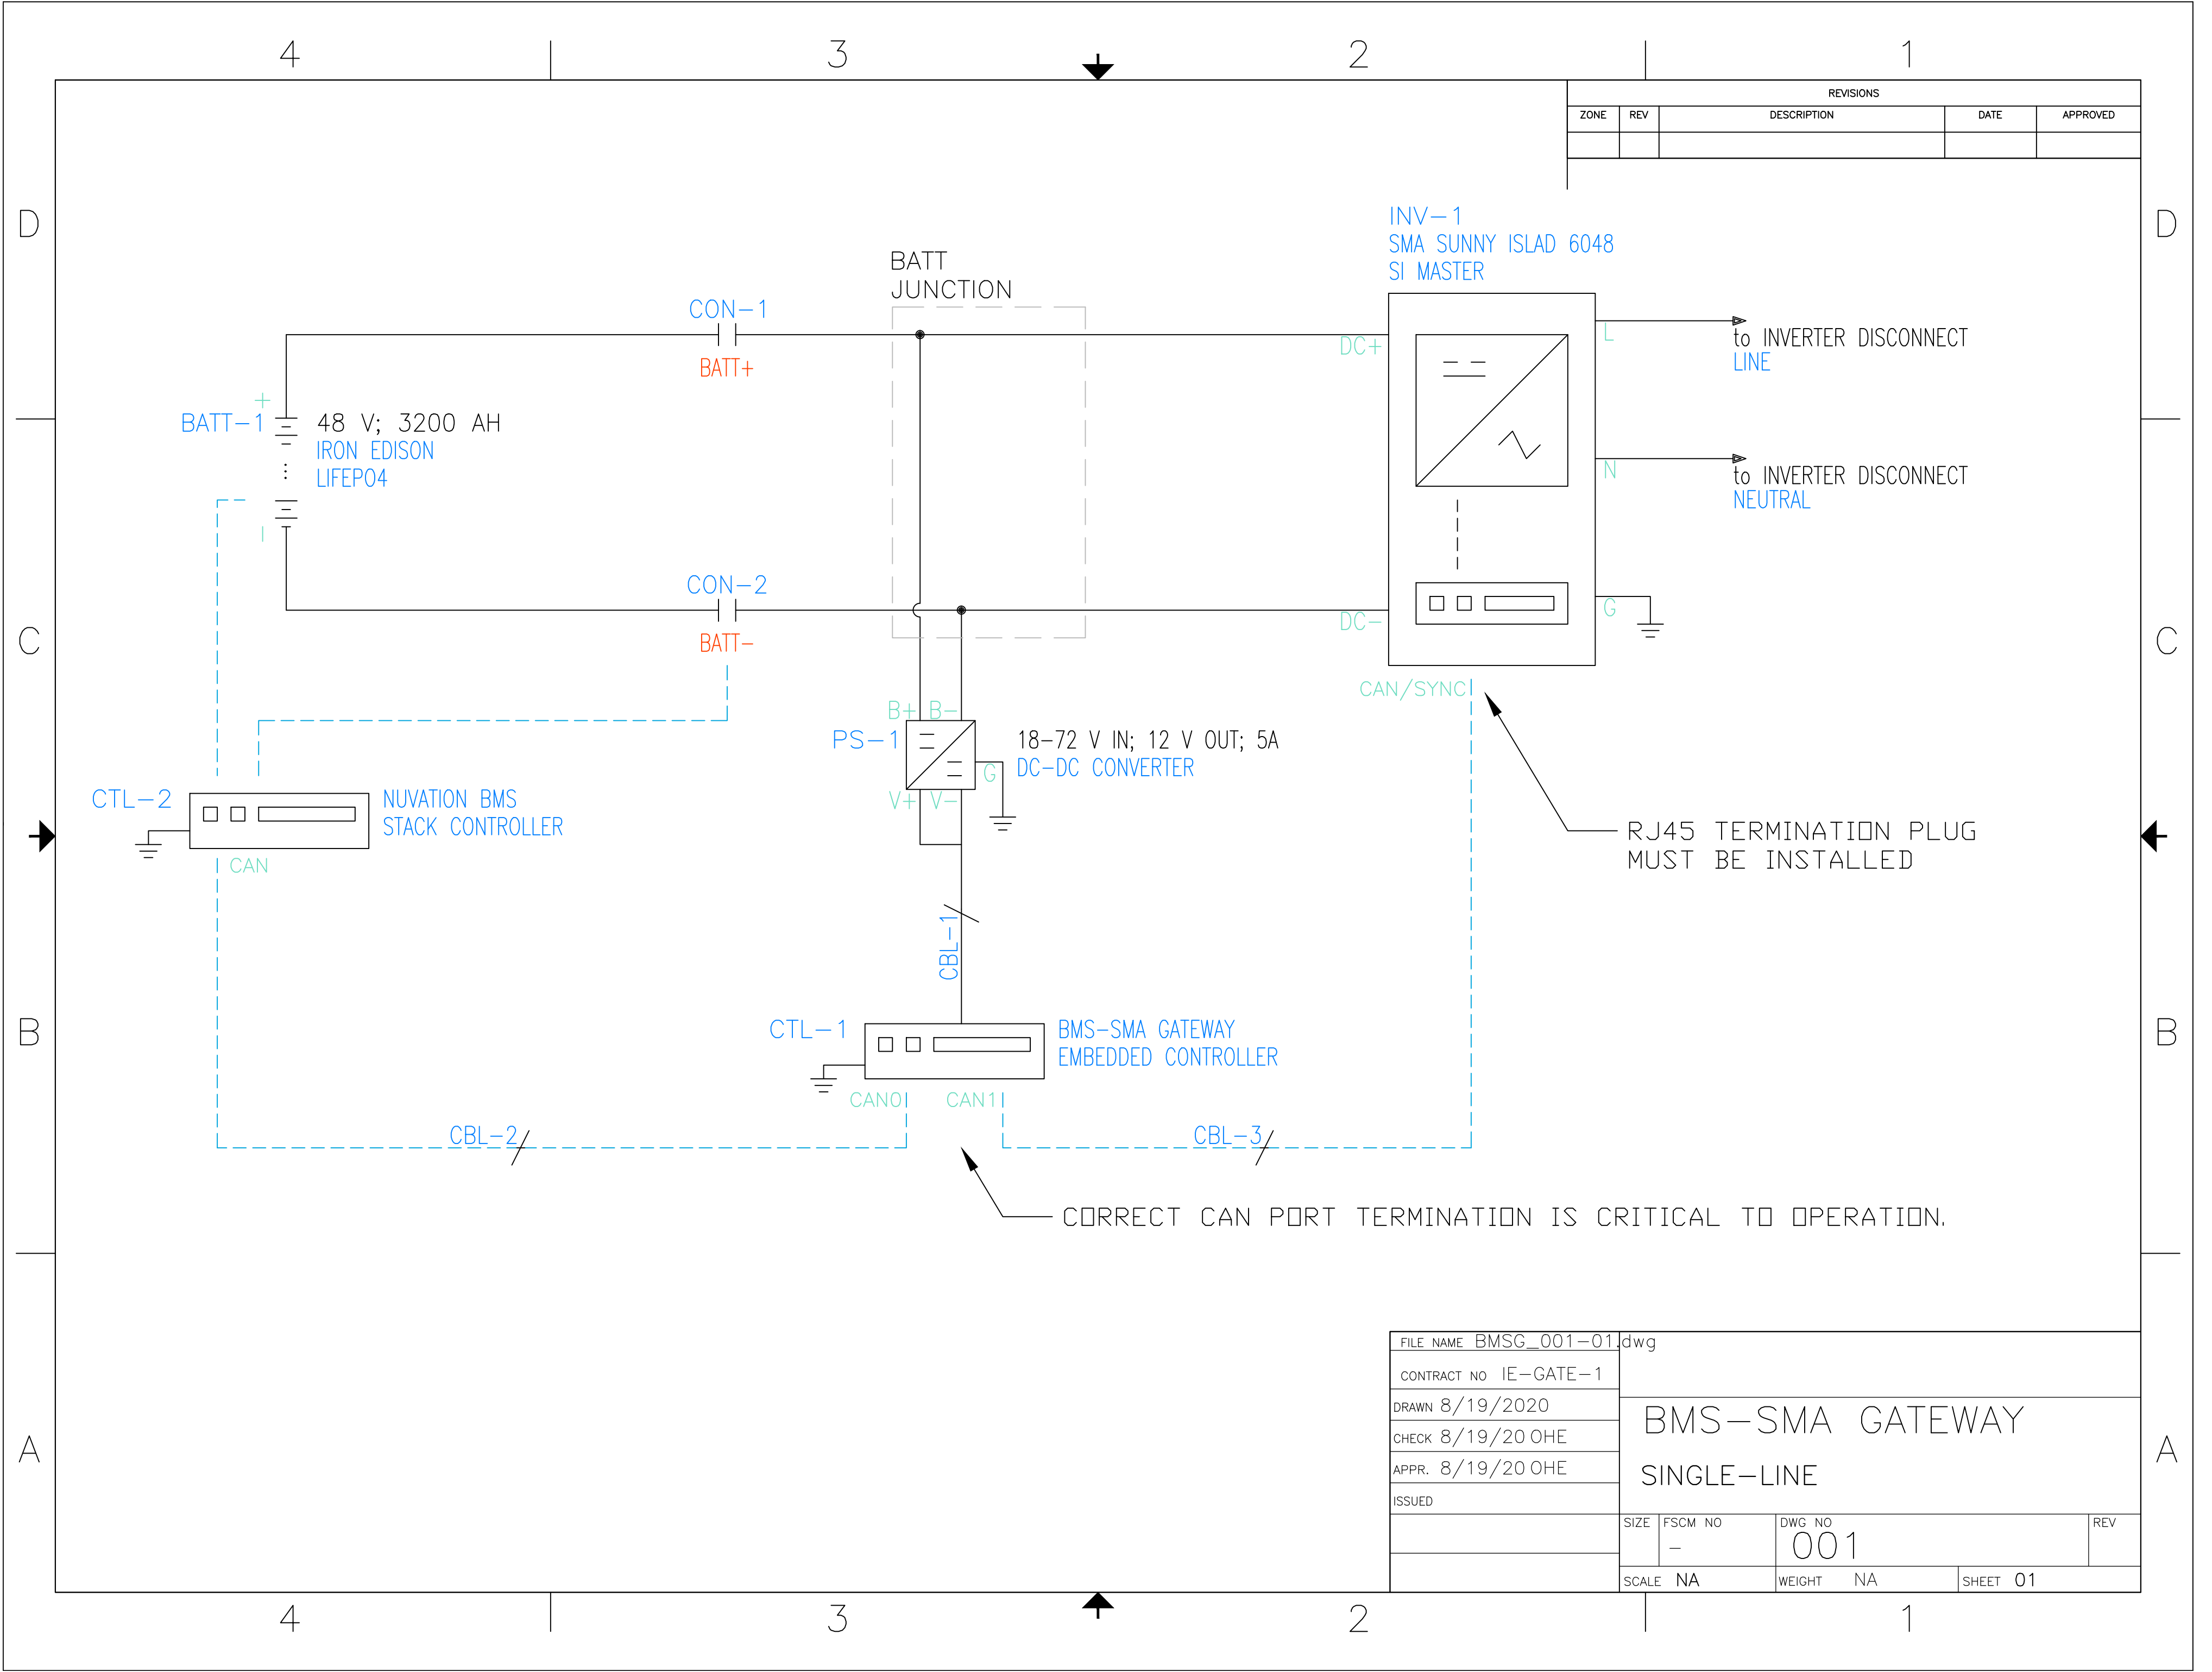 4 3 2 1
REVISIONS
ZONE REV DESCRIPTION DATE APPROVED
D D
INV-1
SMA SUNNY ISLAD 6048
SI MASTER
BATT
JUNCTION
CON-1
BATT+
DC+
L
to INVERTER DISCONNECT
LINE
+
BATT-1
48 V; 3200 AH
IRON EDISON
LIFEPO4
-
N
to INVERTER DISCONNECT
NEUTRAL
CON-2
BATT-
DC-
G
C C
CAN/SYNC
B+ B-
PS-1
18-72 V IN; 12 V OUT; 5A
DC-DC CONVERTER
G
V+ V-
CTL-2
NUVATION BMS
STACK CONTROLLER
CAN
RJ45 TERMINATION PLUG
MUST BE INSTALLED
CBL-1
B B
CTL-1
BMS-SMA GATEWAY
EMBEDDED CONTROLLER
CAN0 CAN1
CBL-2
CBL-3
CORRECT CAN PORT TERMINATION IS CRITICAL TO OPERATION.
FILE NAME BMSG_001-01.dwg
CONTRACT NO IE-GATE-1
DRAWN 8/19/2020
CHECK 8/19/20 OHE
APPR. 8/19/20 OHE
ISSUED
BMS-SMA GATEWAY
SINGLE-LINE
SIZE FSCM NO DWG NO REV
- 001
SCALE NA WEIGHT NA SHEET 01
A A
4 3 2 1